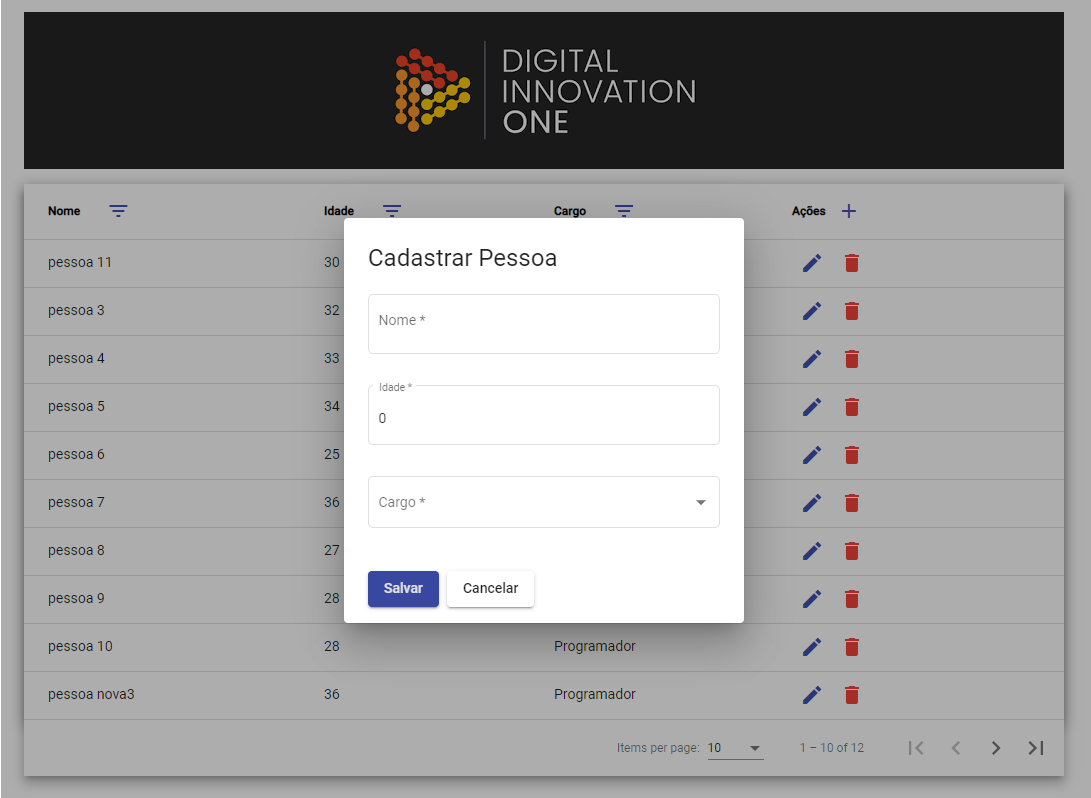 DIGITAL
INNOVATION
ONE
Nome Idade Cargo Ações
pessoa 11 30
pessoa 3 32
pessoa 4 33
pessoa 5 34
pessoa 6 25
pessoa 7 36
pessoa 8 27
pessoa 9 28
pessoa 10 28 Programador
pessoa nova3 36 Programador
Items per page: 10 1 – 10 of 12
Cadastrar Pessoa
Nome *
Idade *
0
Cargo *
Salvar Cancelar